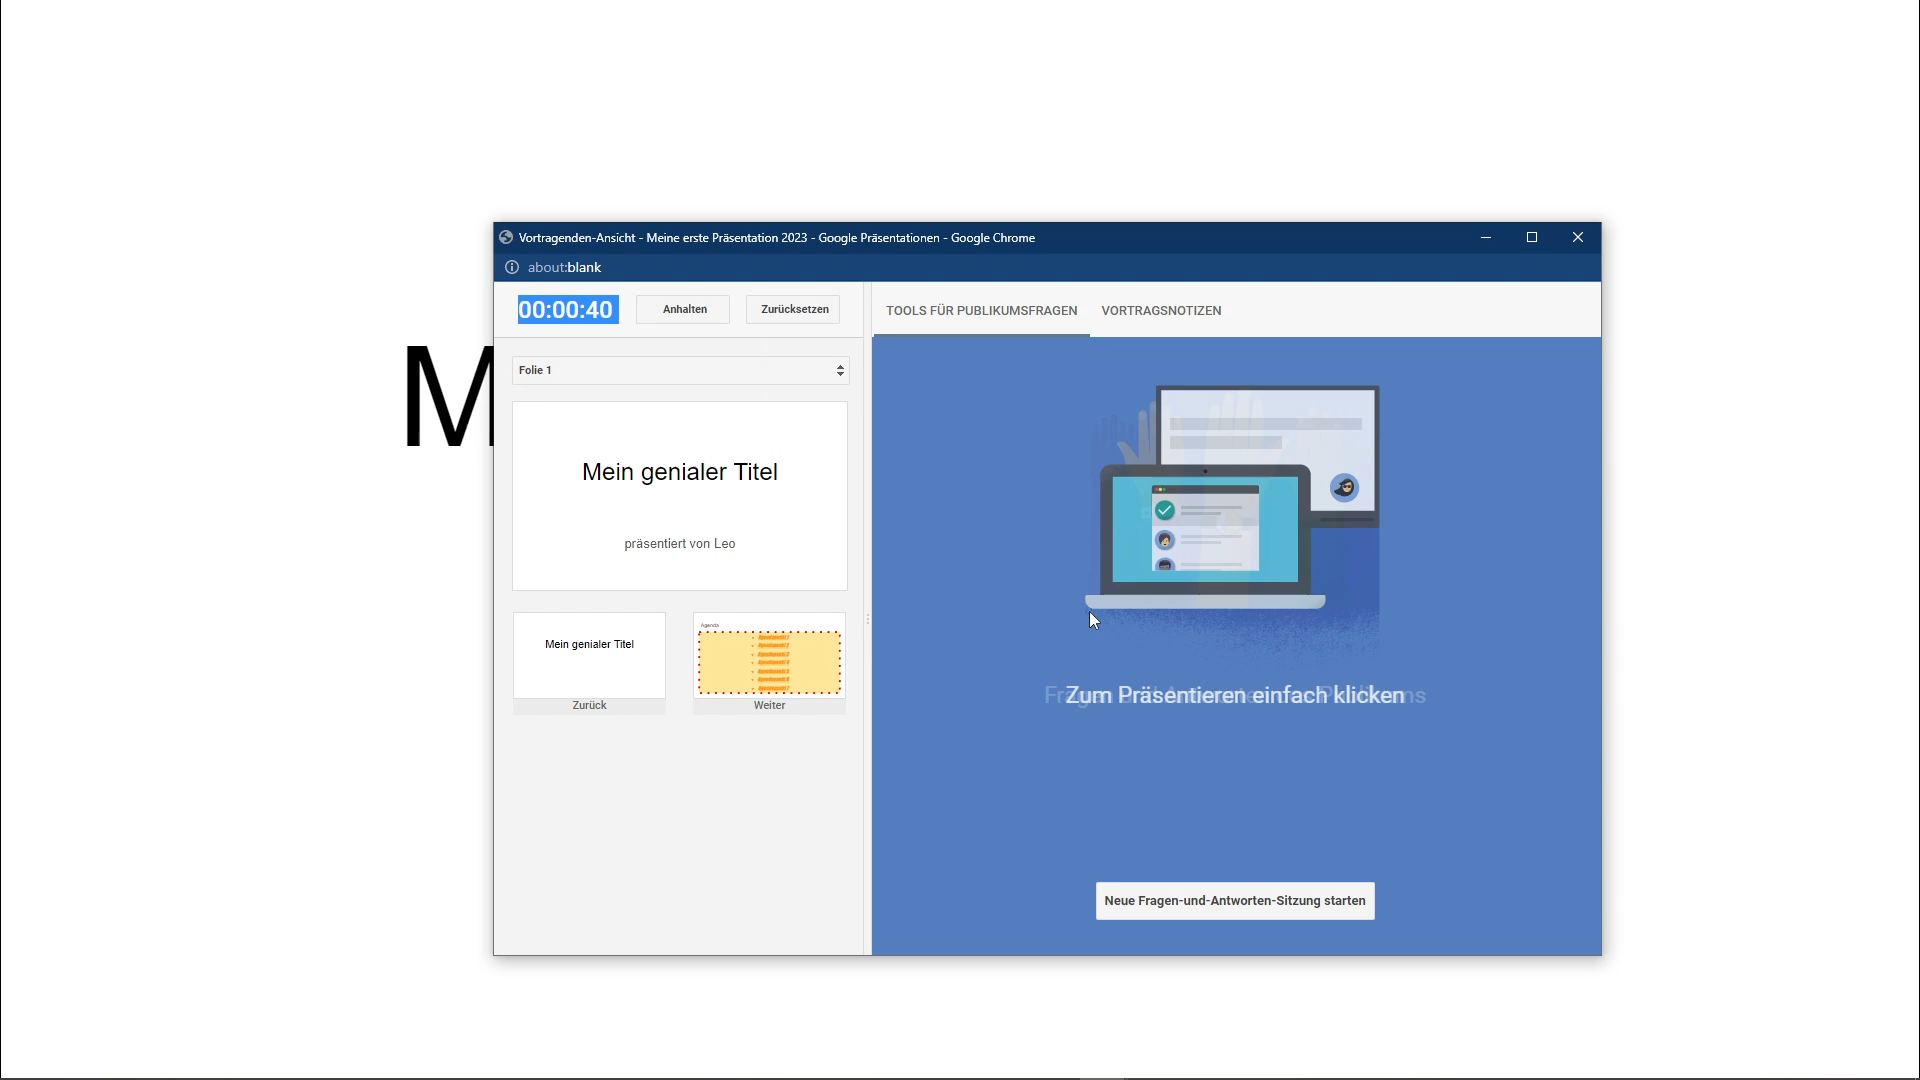 Vortragenden-Ansicht - Meine erste Präsentation 2023 - Google Präsentationen - Google Chrome
about:blank
00:00:40
Anhalten
Zurücksetzen
TOOLS FÜR PUBLIKUMSFRAGEN
VORTRAGSNOTIZEN
Folie 1
M
Mein genialer Titel
präsentiert von Leo
Mein genialer Titel
Zurück
Agenda
Weiter
Zum Präsentieren einfach klicken
Neue Fragen-und-Antworten-Sitzung starten